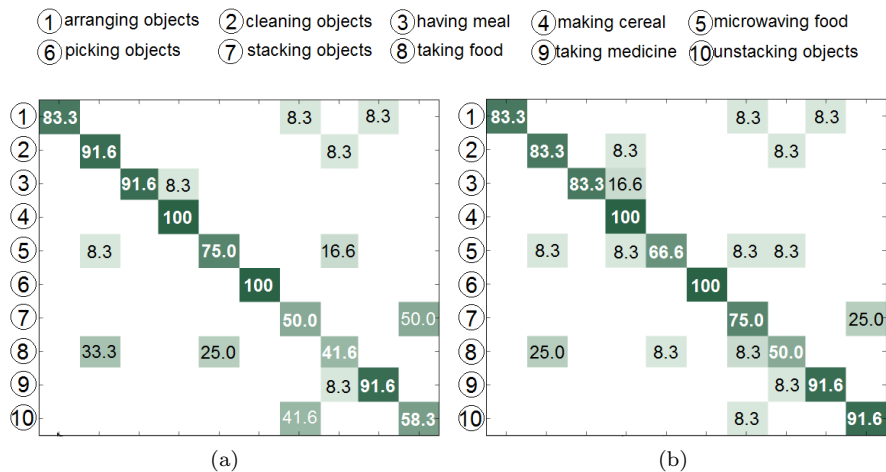 ① arranging objects ② cleaning objects ③ having meal ④ making cereal ⑤ microwaving food
⑥ picking objects ⑦ stacking objects ⑧ taking food ⑨ taking medicine ⑩ unstacking objects
① 83.3 8.3 8.3 ① 83.3 8.3 8.3
② 91.6 8.3 ② 83.3 8.3 8.3
③ 91.6 8.3 ③ 83.3 16.6
④ 100 ④ 100
⑤ 8.3 75.0 16.6 ⑤ 8.3 8.3 66.6 8.3 8.3
⑥ 100 ⑥ 100
⑦ 50.0 50.0 ⑦ 75.0 25.0
⑧ 33.3 25.0 41.6 ⑧ 25.0 8.3 8.3 50.0
⑨ 8.3 91.6 ⑨ 8.3 91.6
⑩ 41.6 58.3 ⑩ 8.3 91.6
(a) (b)